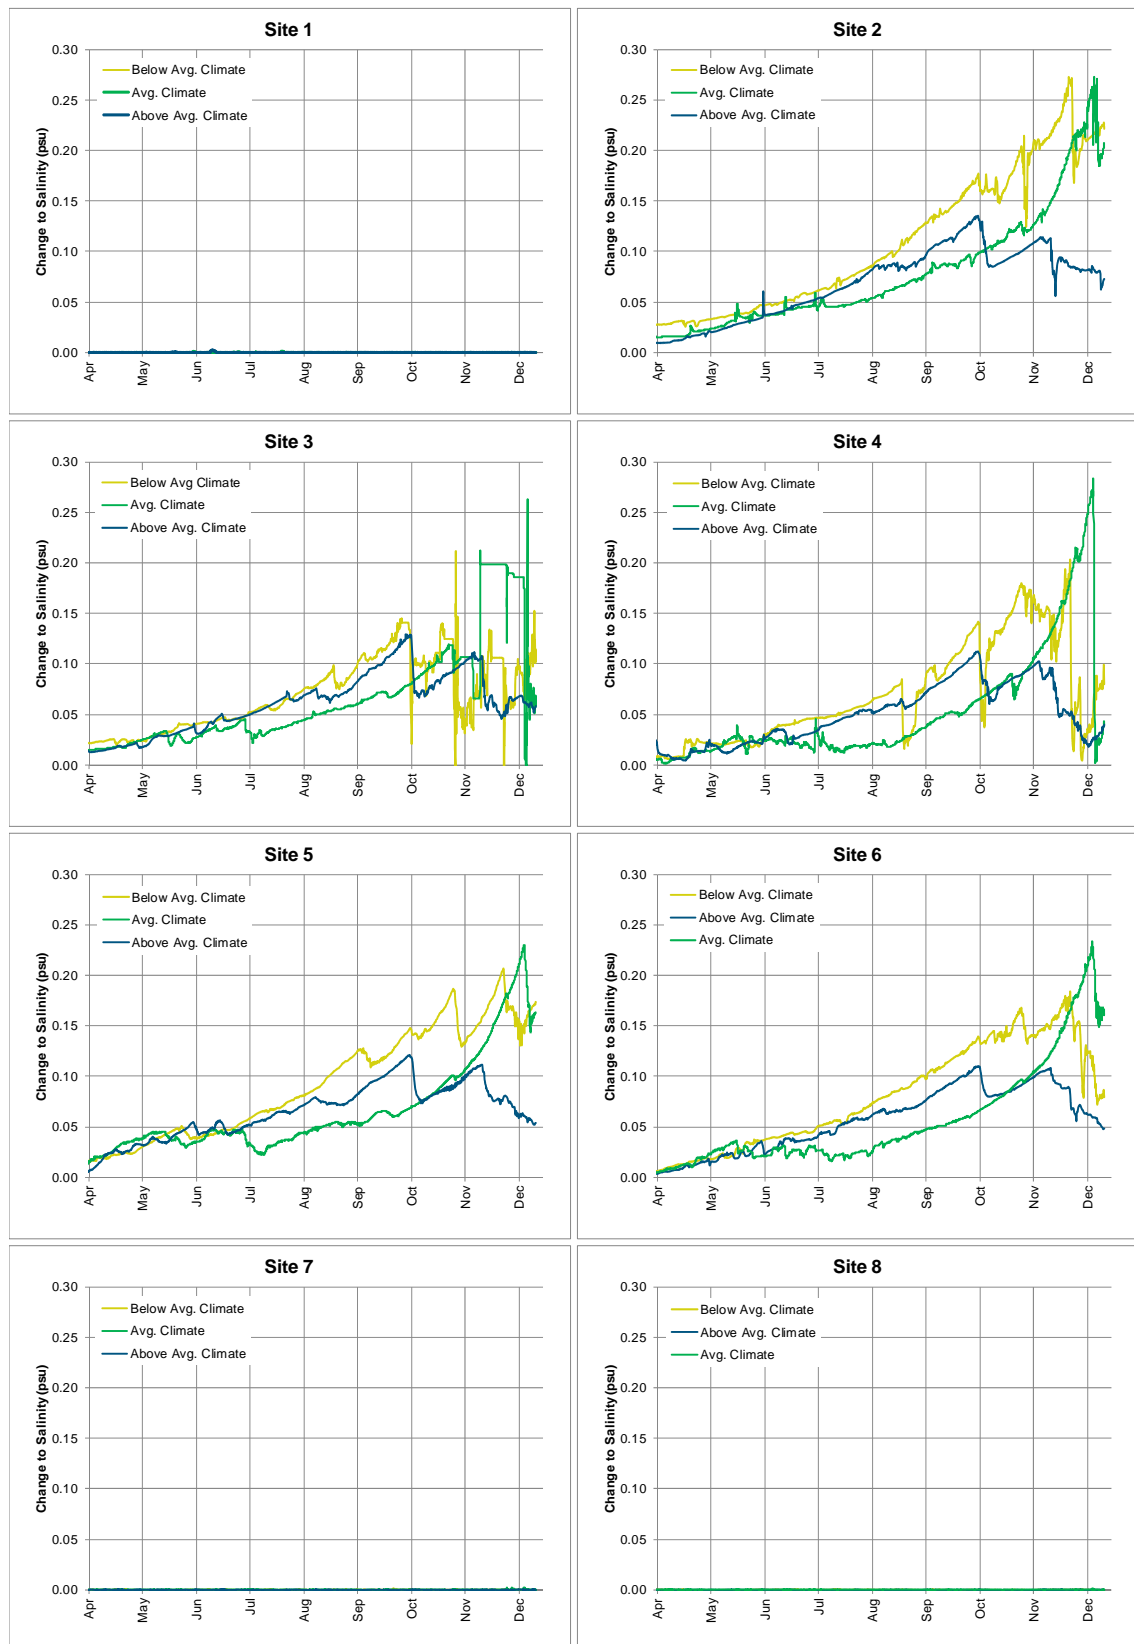 Site 1
Change to Salinity (psu)
0.30
0.25
0.20
0.15
0.10
0.05
0.00
Below Avg. Climate
Avg. Climate
Above Avg. Climate
Apr
May
Jun
Jul
Aug
Sep
Oct
Nov
Dec
Site 2
Change to Salinity (psu)
0.30
0.25
0.20
0.15
0.10
0.05
0.00
Below Avg. Climate
Avg. Climate
Above Avg. Climate
Apr
May
Jun
Jul
Aug
Sep
Oct
Nov
Dec
Site 3
Change to Salinity (psu)
0.30
0.25
0.20
0.15
0.10
0.05
0.00
Below Avg Climate
Avg. Climate
Above Avg. Climate
Apr
May
Jun
Jul
Aug
Sep
Oct
Nov
Dec
Site 4
Change to Salinity (psu)
0.30
0.25
0.20
0.15
0.10
0.05
0.00
Below Avg. Climate
Avg. Climate
Above Avg. Climate
Apr
May
Jun
Jul
Aug
Sep
Oct
Nov
Dec
Site 5
Change to Salinity (psu)
0.30
0.25
0.20
0.15
0.10
0.05
0.00
Below Avg. Climate
Avg. Climate
Above Avg. Climate
Apr
May
Jun
Jul
Aug
Sep
Oct
Nov
Dec
Site 6
Change to Salinity (psu)
0.30
0.25
0.20
0.15
0.10
0.05
0.00
Below Avg. Climate
Above Avg. Climate
Avg. Climate
Apr
May
Jun
Jul
Aug
Sep
Oct
Nov
Dec
Site 7
Change to Salinity (psu)
0.30
0.25
0.20
0.15
0.10
0.05
0.00
Below Avg. Climate
Avg. Climate
Above Avg. Climate
Apr
May
Jun
Jul
Aug
Sep
Oct
Nov
Dec
Site 8
Change to Salinity (psu)
0.30
0.25
0.20
0.15
0.10
0.05
0.00
Below Avg. Climate
Above Avg. Climate
Avg. Climate
Apr
May
Jun
Jul
Aug
Sep
Oct
Nov
Dec